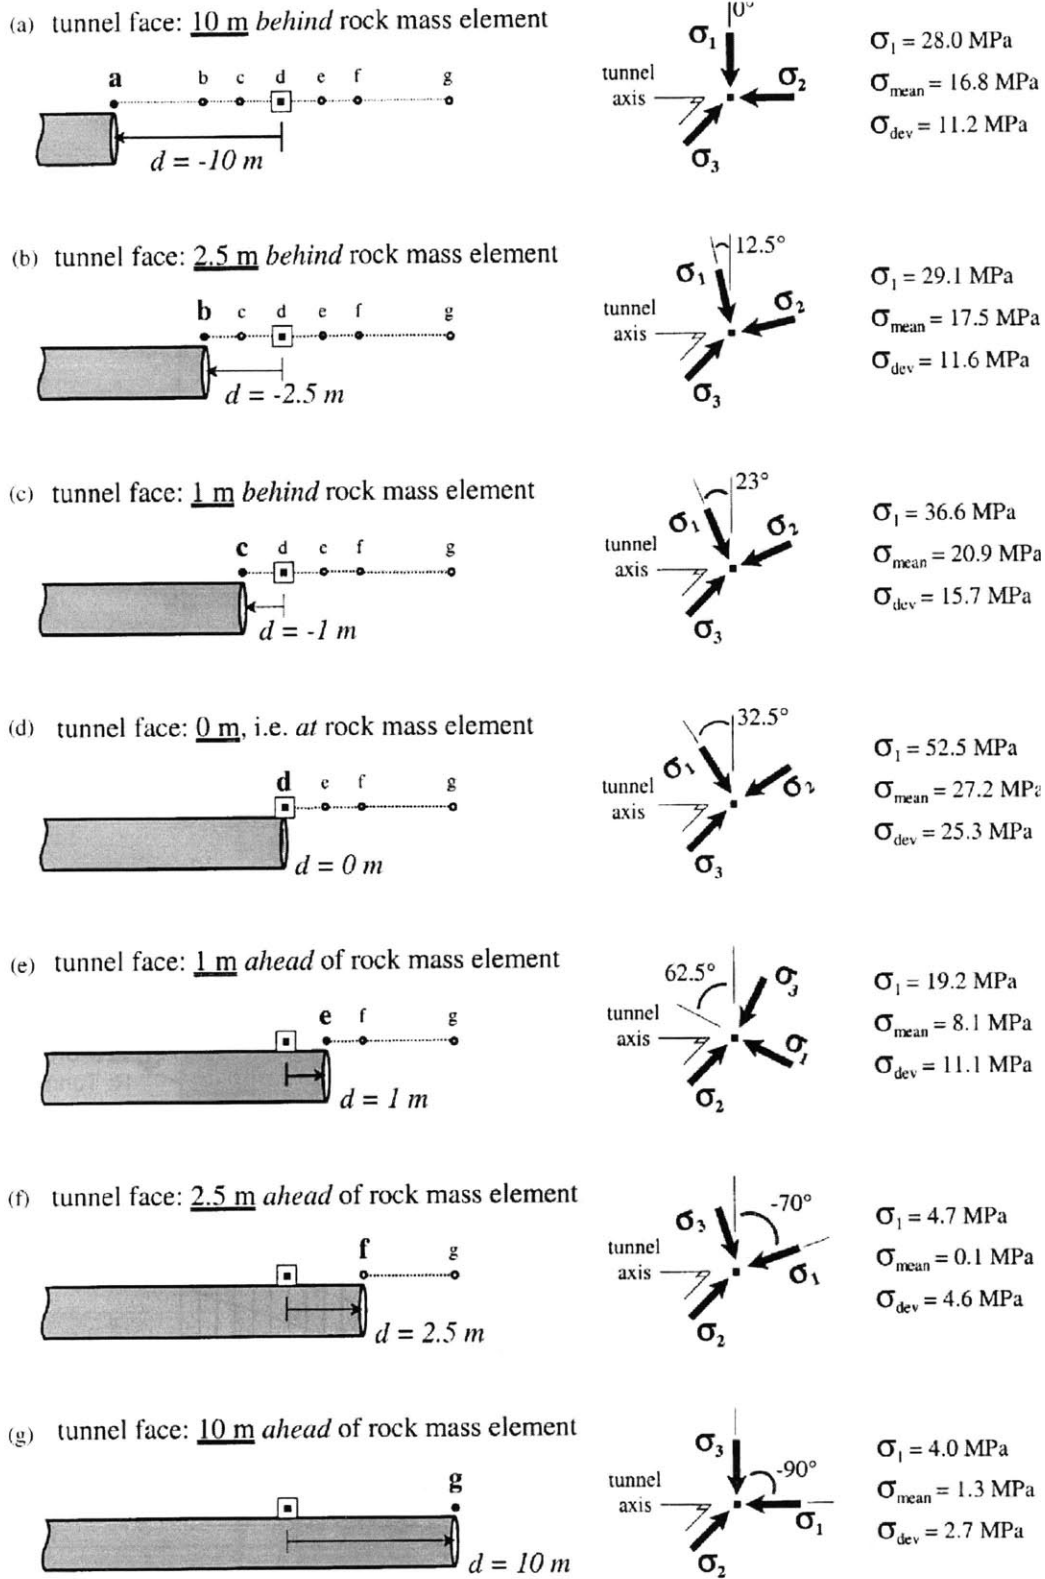 (a) tunnel face: 10 m behind rock mass element
a b c d e f g
d = -10 m
0°
σ1
σ2
tunnel
axis
σ3
σ1 = 28.0 MPa
σmean = 16.8 MPa
σdev = 11.2 MPa
(b) tunnel face: 2.5 m behind rock mass element
b c d e f g
d = -2.5 m
12.5°
σ1
σ2
tunnel
axis
σ3
σ1 = 29.1 MPa
σmean = 17.5 MPa
σdev = 11.6 MPa
(c) tunnel face: 1 m behind rock mass element
c d e f g
d = -1 m
23°
σ1
σ2
tunnel
axis
σ3
σ1 = 36.6 MPa
σmean = 20.9 MPa
σdev = 15.7 MPa
(d) tunnel face: 0 m, i.e. at rock mass element
d e f g
d = 0 m
32.5°
σ1
σ2
tunnel
axis
σ3
σ1 = 52.5 MPa
σmean = 27.2 MPa
σdev = 25.3 MPa
(e) tunnel face: 1 m ahead of rock mass element
e f g
d = 1 m
62.5°
σ3
tunnel
axis
σ1
σ2
σ1 = 19.2 MPa
σmean = 8.1 MPa
σdev = 11.1 MPa
(f) tunnel face: 2.5 m ahead of rock mass element
f g
d = 2.5 m
-70°
σ3
tunnel
axis
σ1
σ2
σ1 = 4.7 MPa
σmean = 0.1 MPa
σdev = 4.6 MPa
(g) tunnel face: 10 m ahead of rock mass element
g
d = 10 m
σ3
-90°
tunnel
axis
σ1
σ2
σ1 = 4.0 MPa
σmean = 1.3 MPa
σdev = 2.7 MPa